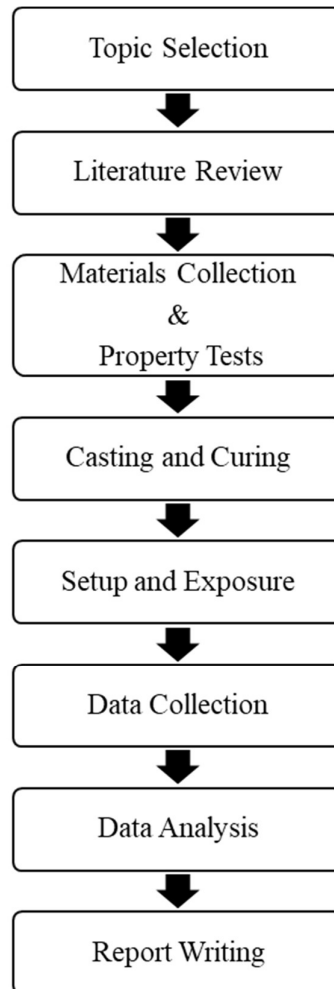 Topic Selection
Literature Review
Materials Collection
&
Property Tests
Casting and Curing
Setup and Exposure
Data Collection
Data Analysis
Report Writing